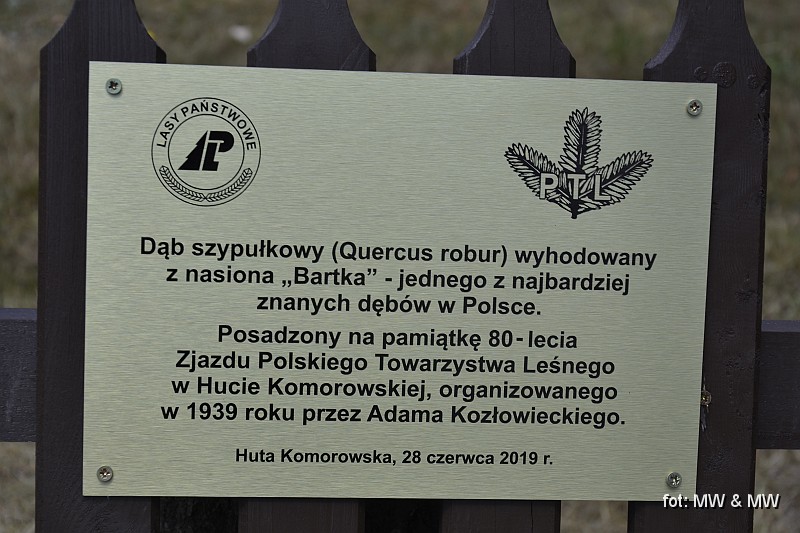 LASY PAŃSTWOWE
LP
PTL
Dąb szypułkowy (Quercus robur) wyhodowany
z nasiona „Bartka” - jednego z najbardziej
znanych dębów w Polsce.
Posadzony na pamiątkę 80-lecia
Zjazdu Polskiego Towarzystwa Leśnego
w Hucie Komorowskiej, organizowanego
w 1939 roku przez Adama Kozłowieckiego.
Huta Komorowska, 28 czerwca 2019 r.
fot: MW & MW